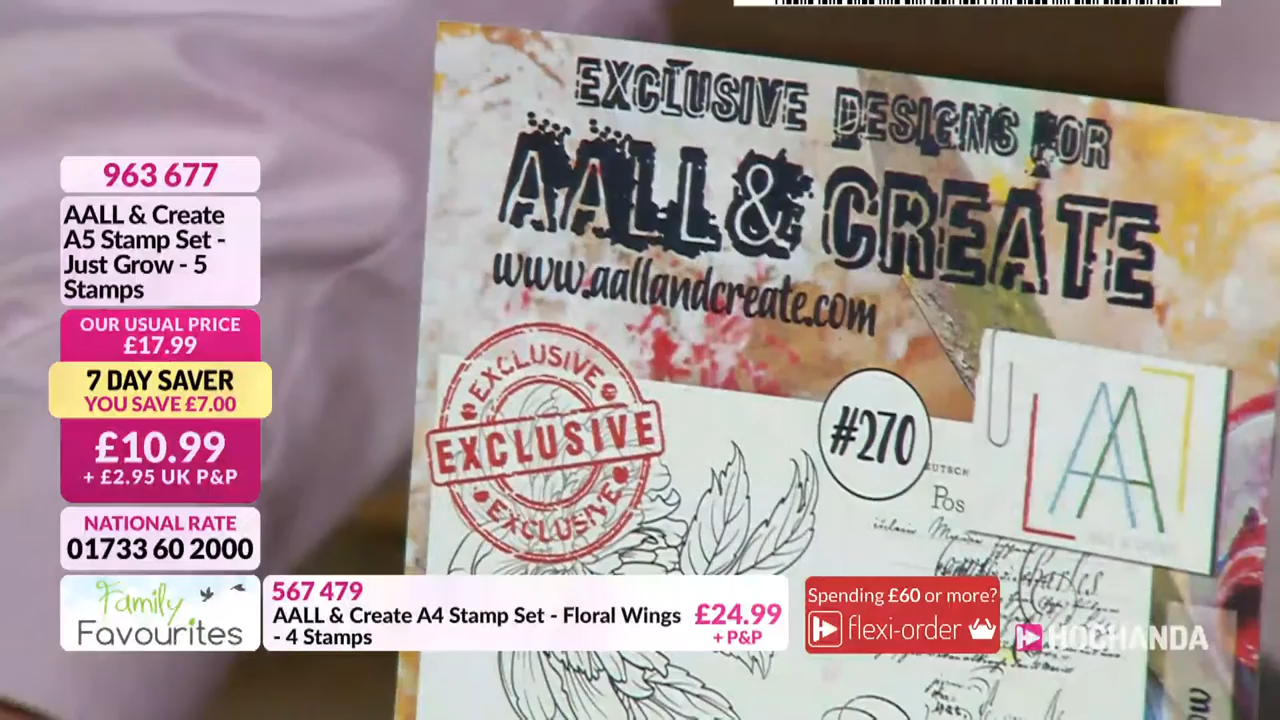 963 677
AALL & Create
A5 Stamp Set -
Just Grow - 5
Stamps
OUR USUAL PRICE
£17.99
7 DAY SAVER
YOU SAVE £7.00
£10.99
+ £2.95 UK P&P
NATIONAL RATE
01733 60 2000
Family
Favourites
567 479
AALL & Create A4 Stamp Set - Floral Wings
- 4 Stamps
£24.99
+ P&P
Spending £60 or more?
flexi-order
HOCHANDA
EXCLUSIVE DESIGNS FOR
AALL & CREATE
www.aallandcreate.com
EXCLUSIVE
EXCLUSIVE
EXCLUSIVE
#270
AA
EUTSCH
Pos